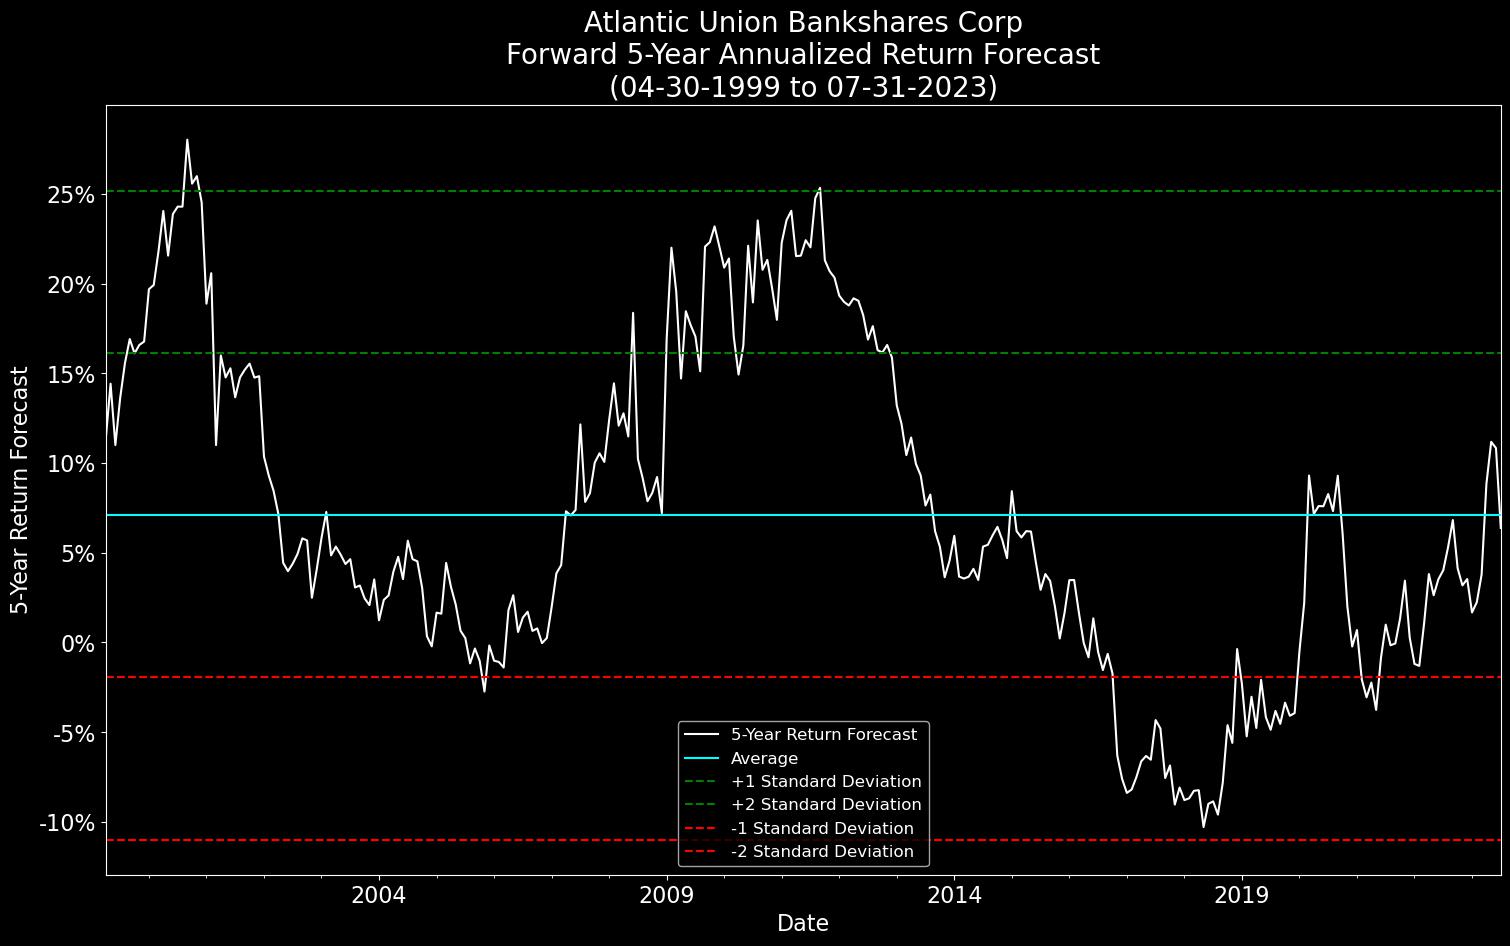 Atlantic Union Bankshares Corp
Forward 5-Year Annualized Return Forecast
(04-30-1999 to 07-31-2023)
5-Year Return Forecast
25%
20%
15%
10%
5%
0%
-5%
-10%
5-Year Return Forecast
Average
+1 Standard Deviation
+2 Standard Deviation
-1 Standard Deviation
-2 Standard Deviation
2004
2009
2014
2019
Date